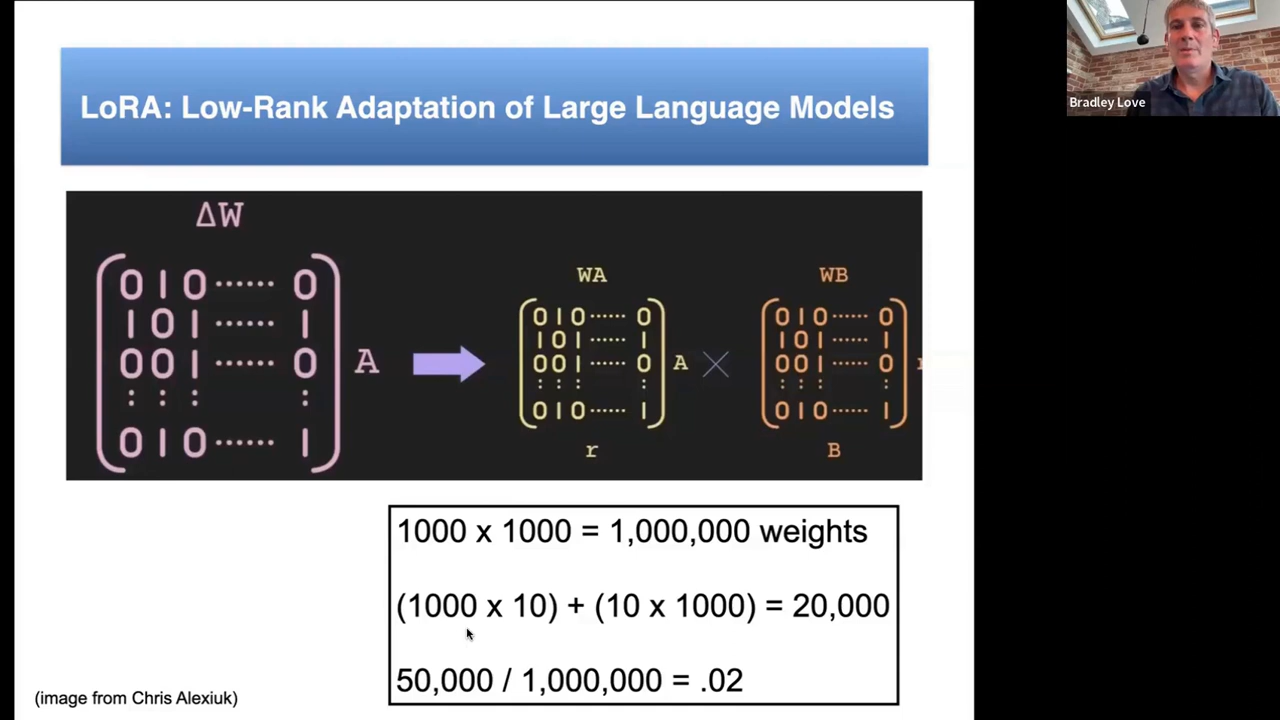 LoRA: Low-Rank Adaptation of Large Language Models
Bradley Love
ΔW
0 1 0 ...... 0
1 0 1 ...... 1
0 0 1 ...... 0
: : : :
0 1 0 ...... 1
A
WA
0 1 0 ...... 0
1 0 1 ...... 1
0 0 1 ...... 0
: : : :
0 1 0 ...... 1
A
r
×
WB
0 1 0 ...... 0
1 0 1 ...... 1
0 0 1 ...... 0
: : : :
0 1 0 ...... 1
B
1000 x 1000 = 1,000,000 weights
(1000 x 10) + (10 x 1000) = 20,000
50,000 / 1,000,000 = .02
(image from Chris Alexiuk)